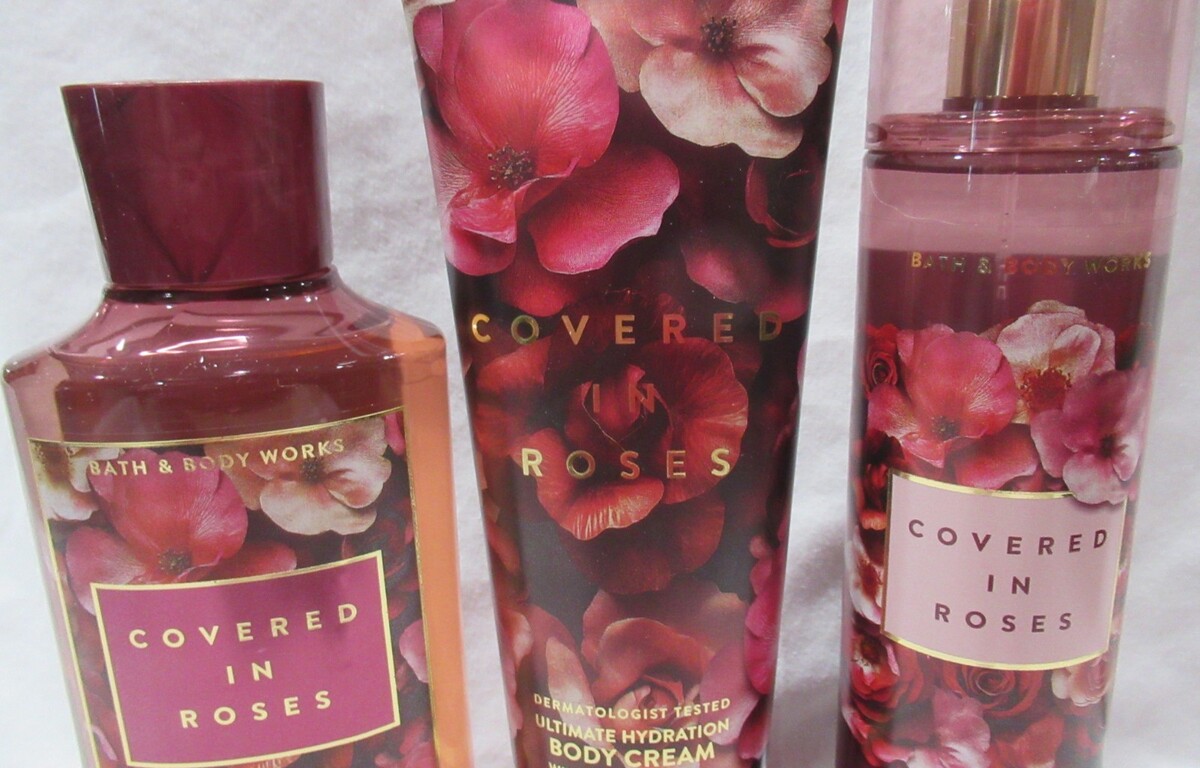 BATH & BODY WORKS
COVERED
IN
ROSES
COVERED
IN
ROSES
DERMATOLOGIST TESTED
ULTIMATE HYDRATION
BODY CREAM
BATH & BODY WORKS
COVERED
IN
ROSES